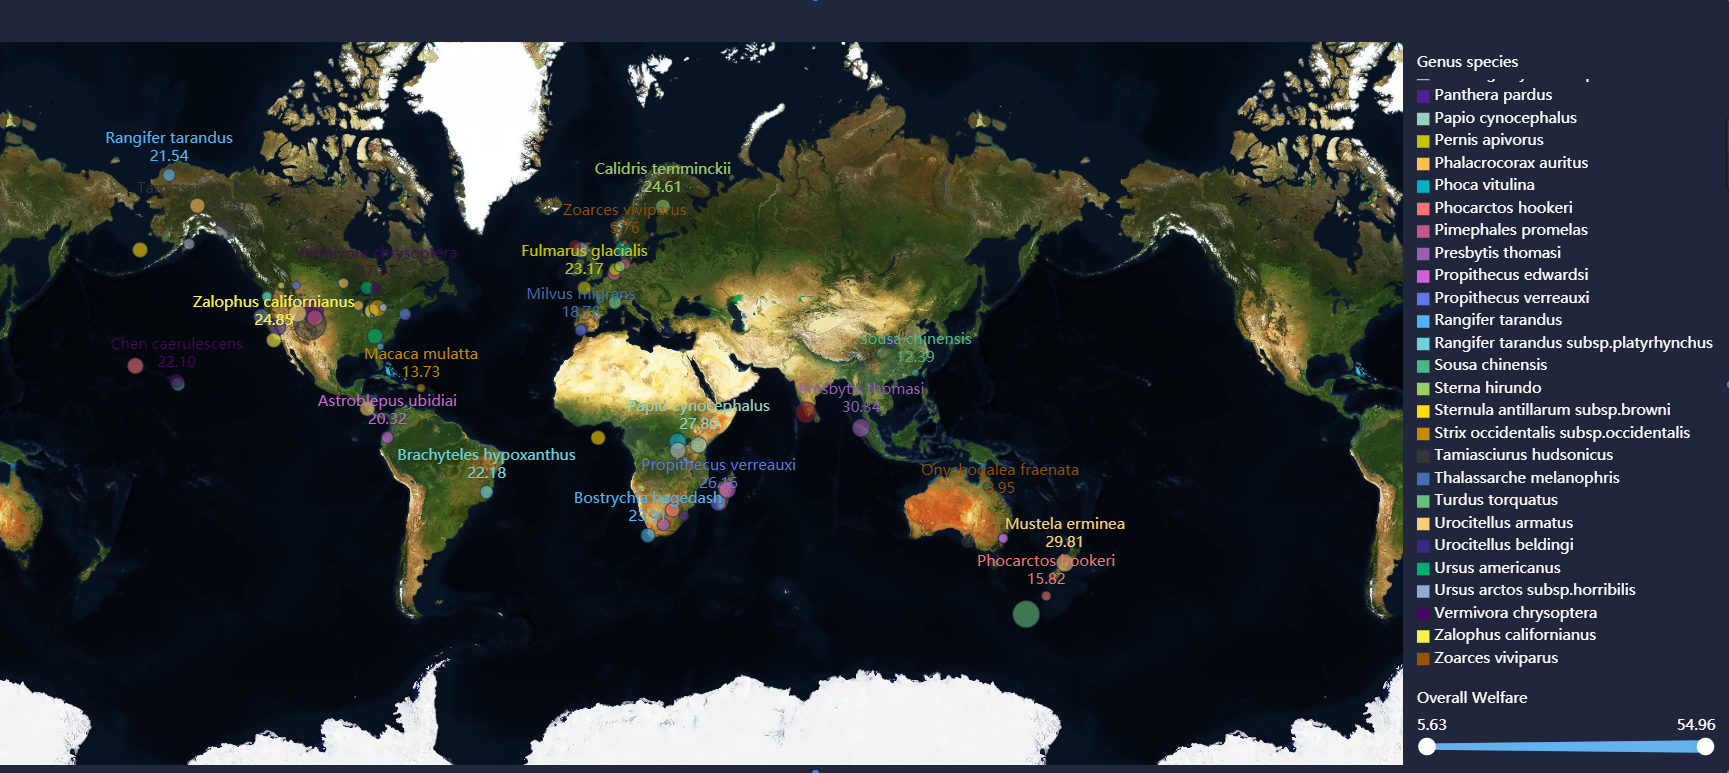 Rangifer tarandus
21.54
Calidris temminckii
24.61
Zoarces viviparus
9.76
Vermivora chrysoptera
Fulmarus glacialis
23.17
Milvus migrans
18.78
Zalophus californianus
24.85
Chen caerulescens
22.10
Macaca mulatta
13.73
Sousa chinensis
12.39
Presbytis thomasi
30.34
Astroblepus ubidiai
20.32
Papio cynocephalus
27.80
Brachyteles hypoxanthus
22.18
Propithecus verreauxi
26.16
Onychogalea fraenata
Bostrychia hagedash
23.91
Mustela erminea
29.81
Phocarctos hookeri
15.82
Genus species
Panthera pardus
Papio cynocephalus
Pernis apivorus
Phalacrocorax auritus
Phoca vitulina
Phocarctos hookeri
Pimephales promelas
Presbytis thomasi
Propithecus edwardsi
Propithecus verreauxi
Rangifer tarandus
Rangifer tarandus subsp.platyrhynchus
Sousa chinensis
Sterna hirundo
Sternula antillarum subsp.browni
Strix occidentalis subsp.occidentalis
Tamiasciurus hudsonicus
Thalassarche melanophris
Turdus torquatus
Urocitellus armatus
Urocitellus beldingi
Ursus americanus
Ursus arctos subsp.horribilis
Vermivora chrysoptera
Zalophus californianus
Zoarces viviparus
Overall Welfare
5.63 54.96